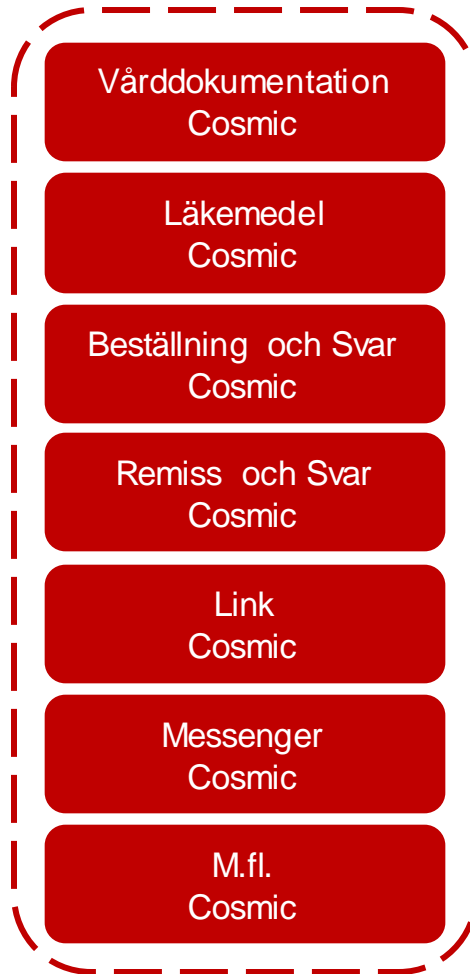 Vårddokumentation
Cosmic
Läkemedel
Cosmic
Beställning och Svar
Cosmic
Remiss och Svar
Cosmic
Link
Cosmic
Messenger
Cosmic
M.fl.
Cosmic